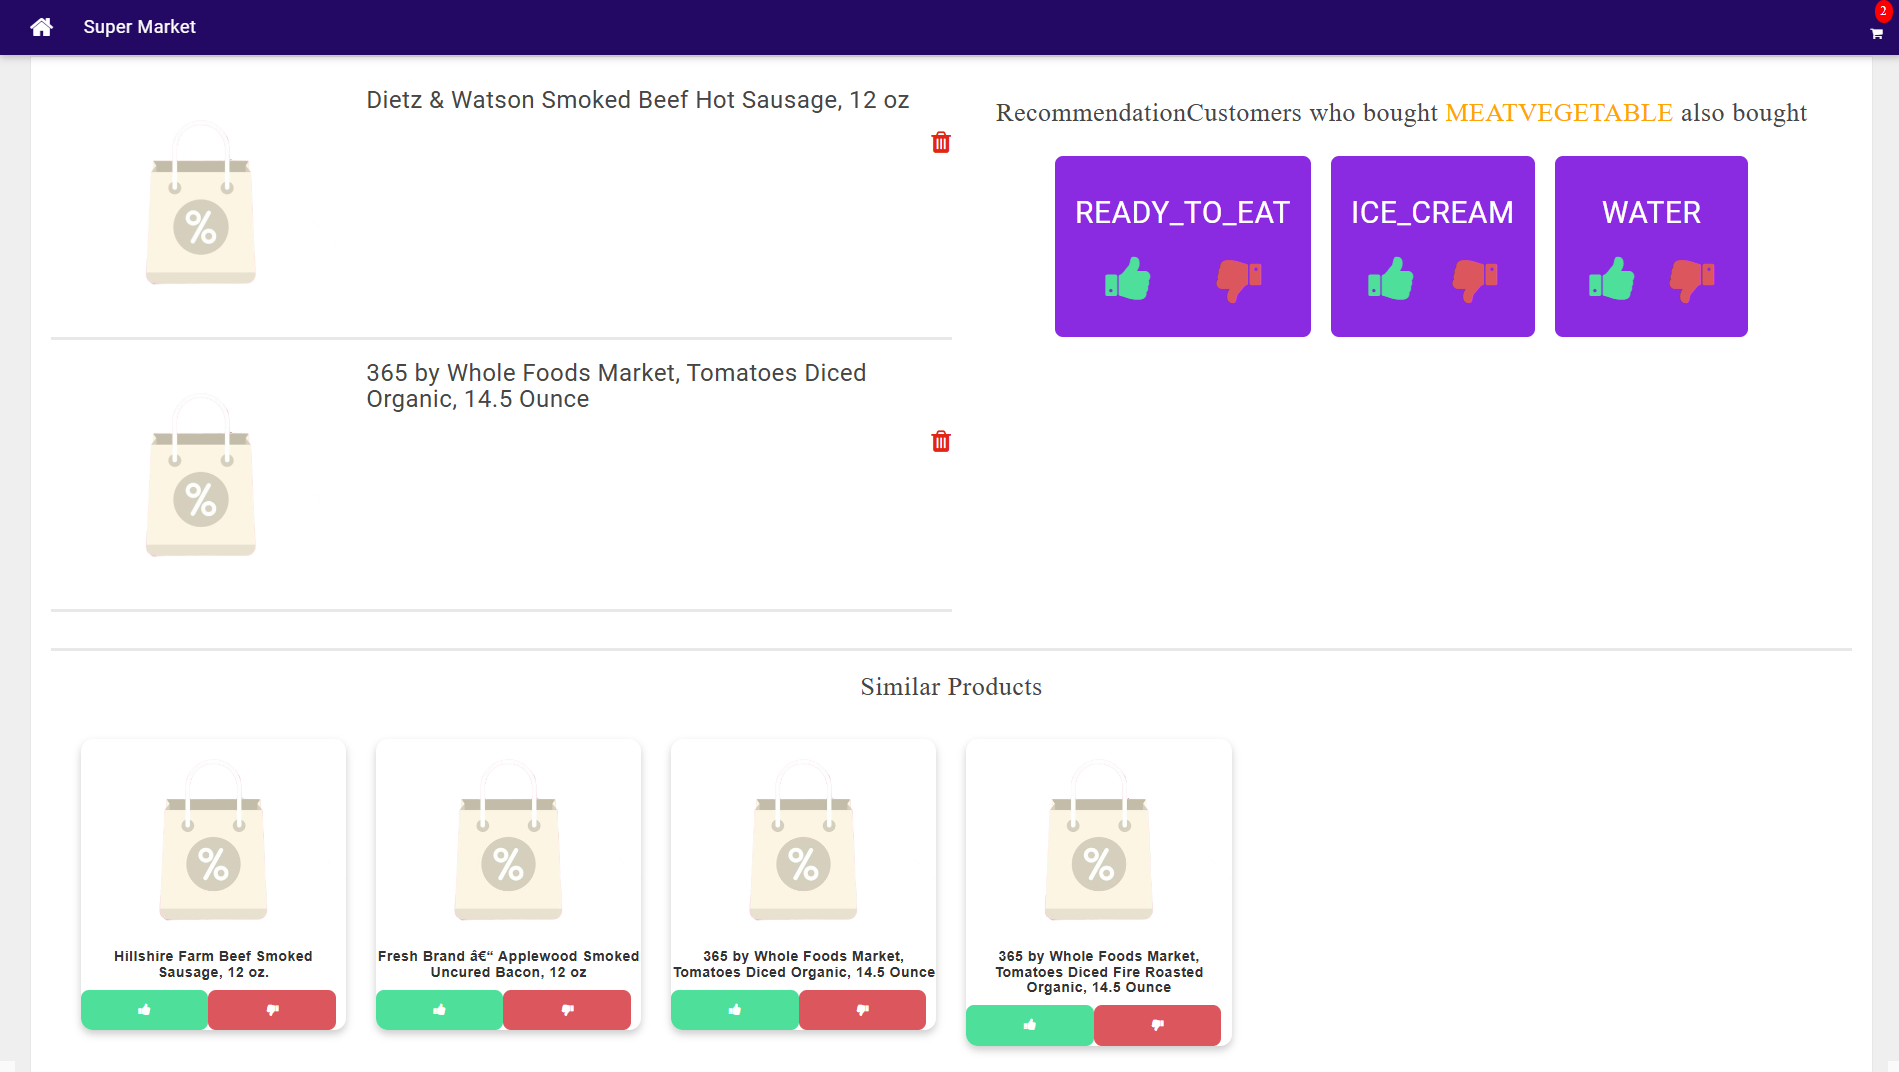 Super Market
2
Dietz & Watson Smoked Beef Hot Sausage, 12 oz
365 by Whole Foods Market, Tomatoes Diced
Organic, 14.5 Ounce
RecommendationCustomers who bought MEATVEGETABLE also bought
READY_TO_EAT
ICE_CREAM
WATER
%
%
Similar Products
%
%
%
%
Hillshire Farm Beef Smoked
Sausage, 12 oz.
Fresh Brand â€“ Applewood Smoked
Uncured Bacon, 12 oz
365 by Whole Foods Market,
Tomatoes Diced Organic, 14.5 Ounce
365 by Whole Foods Market,
Tomatoes Diced Fire Roasted
Organic, 14.5 Ounce